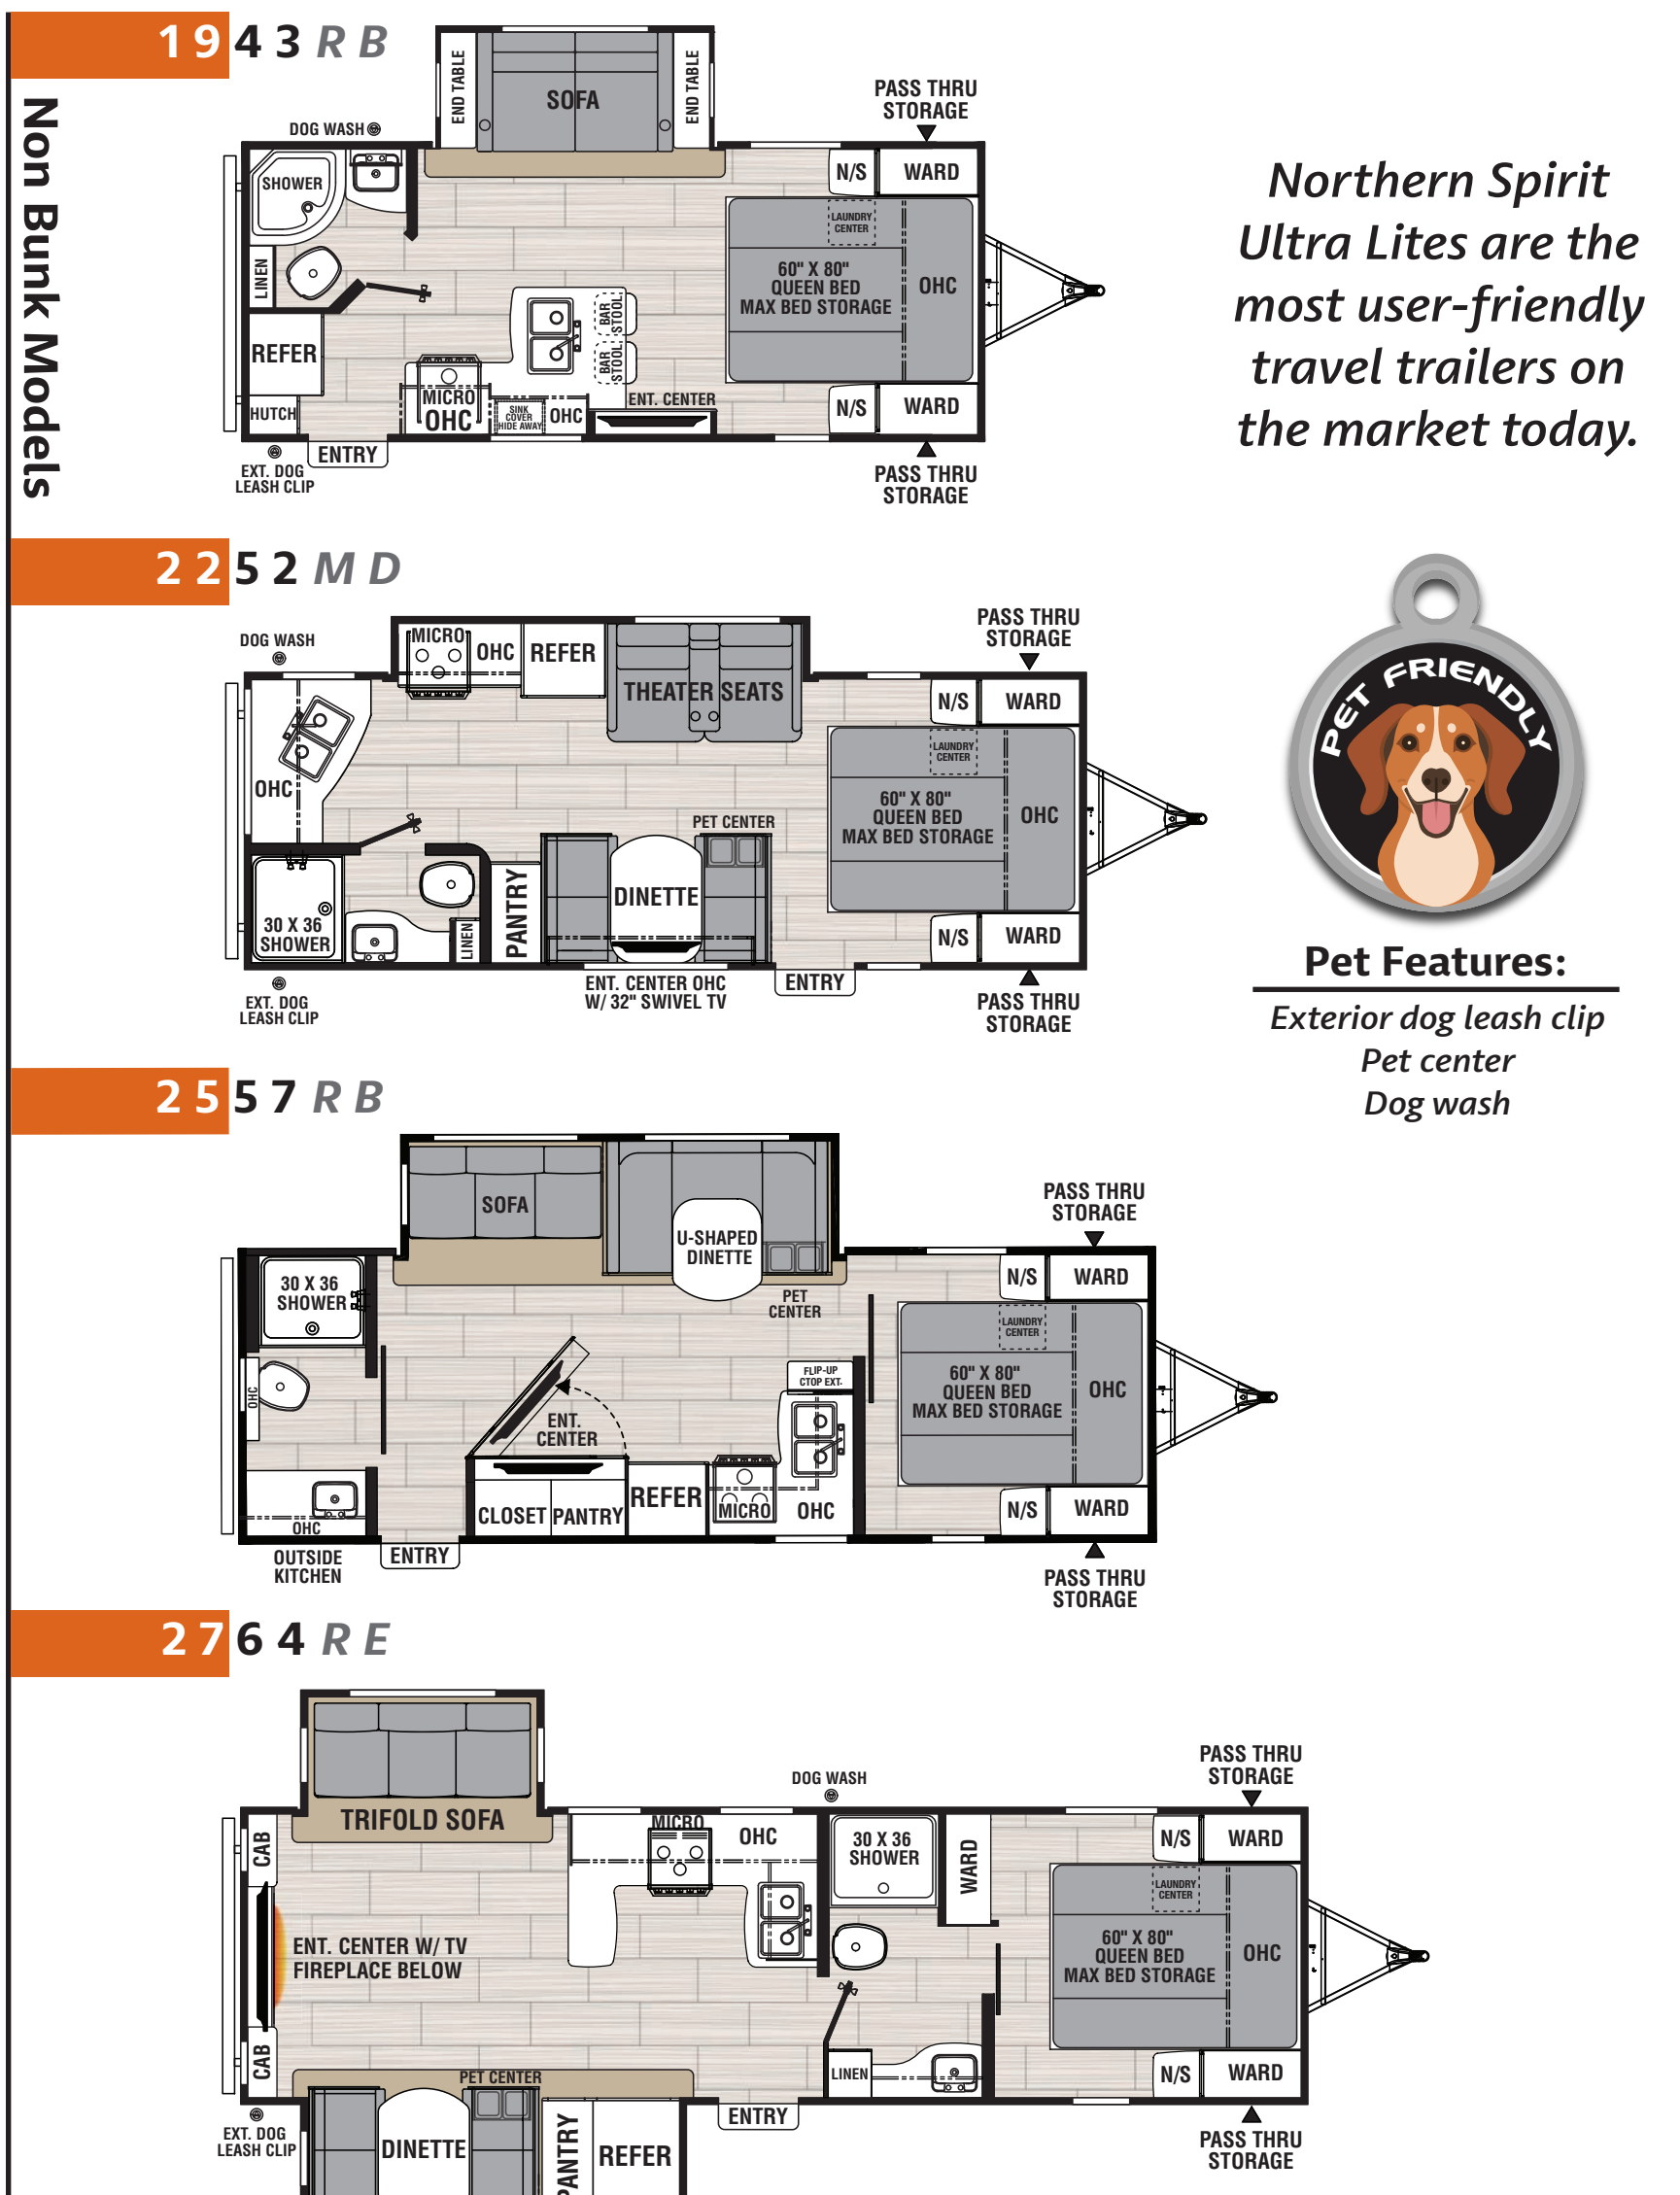 1943 RB
Non Bunk Models
END TABLE
SOFA
END TABLE
PASS THRU
STORAGE
DOG WASH
SHOWER
N/S
WARD
LAUNDRY
CENTER
LINEN
60" X 80"
QUEEN BED
MAX BED STORAGE
OHC
BAR
STOOL
BAR
STOOL
REFER
MICRO
OHC
SINK
COVER
HIDE AWAY
OHC
ENT. CENTER
HUTCH
N/S
WARD
ENTRY
EXT. DOG
LEASH CLIP
PASS THRU
STORAGE
Northern Spirit
Ultra Lites are the
most user-friendly
travel trailers on
the market today.
2252 MD
DOG WASH
MICRO
OHC
REFER
THEATER SEATS
PASS THRU
STORAGE
N/S
WARD
LAUNDRY
CENTER
OHC
60" X 80"
QUEEN BED
MAX BED STORAGE
OHC
PET CENTER
DINETTE
PANTRY
30 X 36
SHOWER
LINEN
N/S
WARD
ENT. CENTER OHC
W/ 32" SWIVEL TV
ENTRY
EXT. DOG
LEASH CLIP
PASS THRU
STORAGE
PET FRIENDLY
Pet Features:
Exterior dog leash clip
Pet center
Dog wash
2557 RB
SOFA
U-SHAPED
DINETTE
PET
CENTER
PASS THRU
STORAGE
30 X 36
SHOWER
N/S
WARD
LAUNDRY
CENTER
OHC
FLIP-UP
CTOP EXT.
60" X 80"
QUEEN BED
MAX BED STORAGE
OHC
ENT.
CENTER
CLOSET
PANTRY
REFER
MICRO
OHC
N/S
WARD
OHC
OUTSIDE
KITCHEN
ENTRY
PASS THRU
STORAGE
2764 RE
TRIFOLD SOFA
DOG WASH
PASS THRU
STORAGE
CAB
MICRO
OHC
30 X 36
SHOWER
WARD
N/S
WARD
LAUNDRY
CENTER
ENT. CENTER W/ TV
FIREPLACE BELOW
60" X 80"
QUEEN BED
MAX BED STORAGE
OHC
CAB
PET CENTER
LINEN
N/S
WARD
ENTRY
EXT. DOG
LEASH CLIP
DINETTE
PANTRY
REFER
PASS THRU
STORAGE